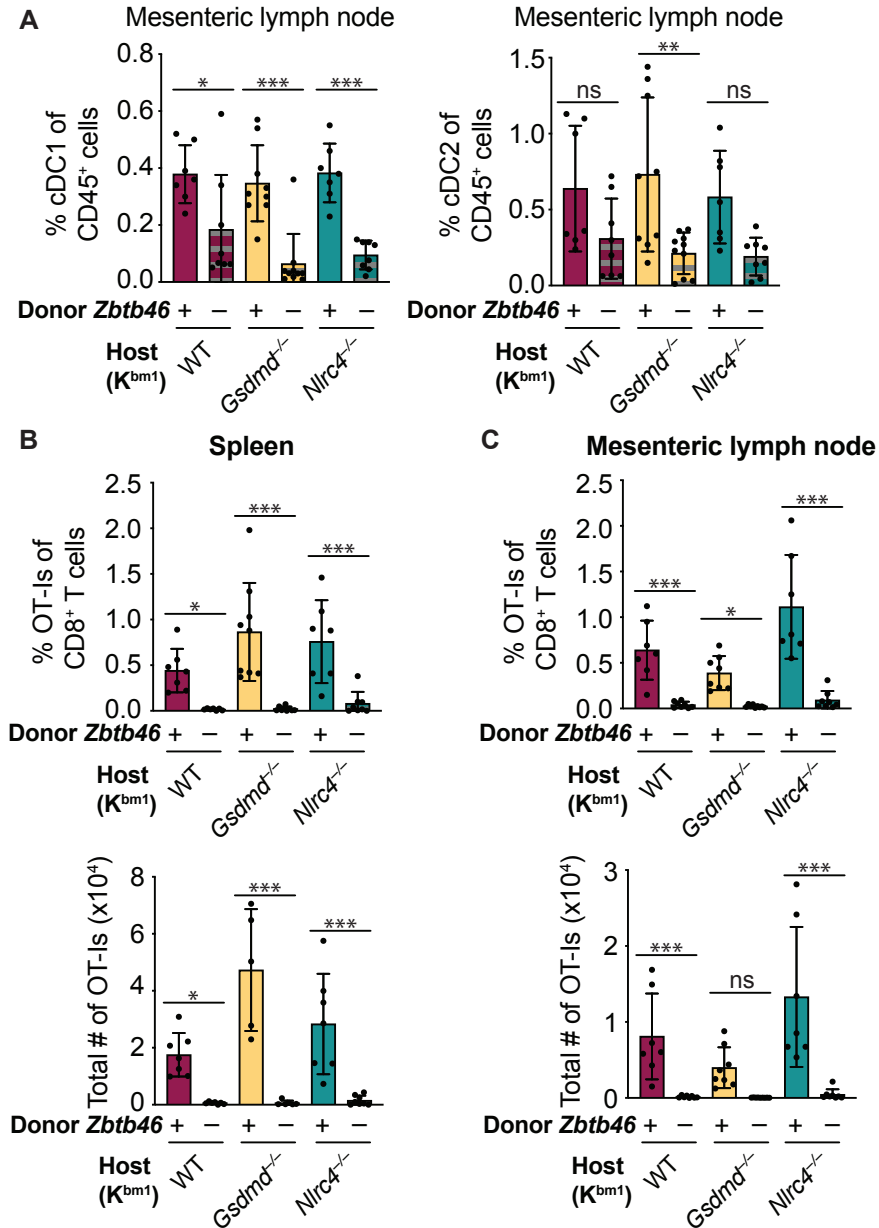 A
Mesenteric lymph node
% cDC1 of
CD45⁺ cells
0.8
0.6
0.4
0.2
0.0
* *** ***
Donor Zbtb46 + – + – + –
Host
(Kᵇᵐ¹)
WT
Gsdmd⁻/⁻
Nlrc4⁻/⁻
Mesenteric lymph node
% cDC2 of
CD45⁺ cells
1.5
1.0
0.5
0.0
ns ** ns
+ – + – + –
WT
Gsdmd⁻/⁻
Nlrc4⁻/⁻
B
Spleen
% OT-Is of
CD8⁺ T cells
2.5
2.0
1.5
1.0
0.5
0.0
* *** ***
Donor Zbtb46 + – + – + –
Host
(Kᵇᵐ¹)
WT
Gsdmd⁻/⁻
Nlrc4⁻/⁻
Total # of OT-Is (x10⁴)
8
6
4
2
0
* *** ***
Donor Zbtb46 + – + – + –
Host
(Kᵇᵐ¹)
WT
Gsdmd⁻/⁻
Nlrc4⁻/⁻
C
Mesenteric lymph node
% OT-Is of
CD8⁺ T cells
2.5
2.0
1.5
1.0
0.5
0.0
*** * ***
Donor Zbtb46 + – + – + –
Host
(Kᵇᵐ¹)
WT
Gsdmd⁻/⁻
Nlrc4⁻/⁻
Total # of OT-Is (x10⁴)
3
2
1
0
*** ns ***
Donor Zbtb46 + – + – + –
Host
(Kᵇᵐ¹)
WT
Gsdmd⁻/⁻
Nlrc4⁻/⁻